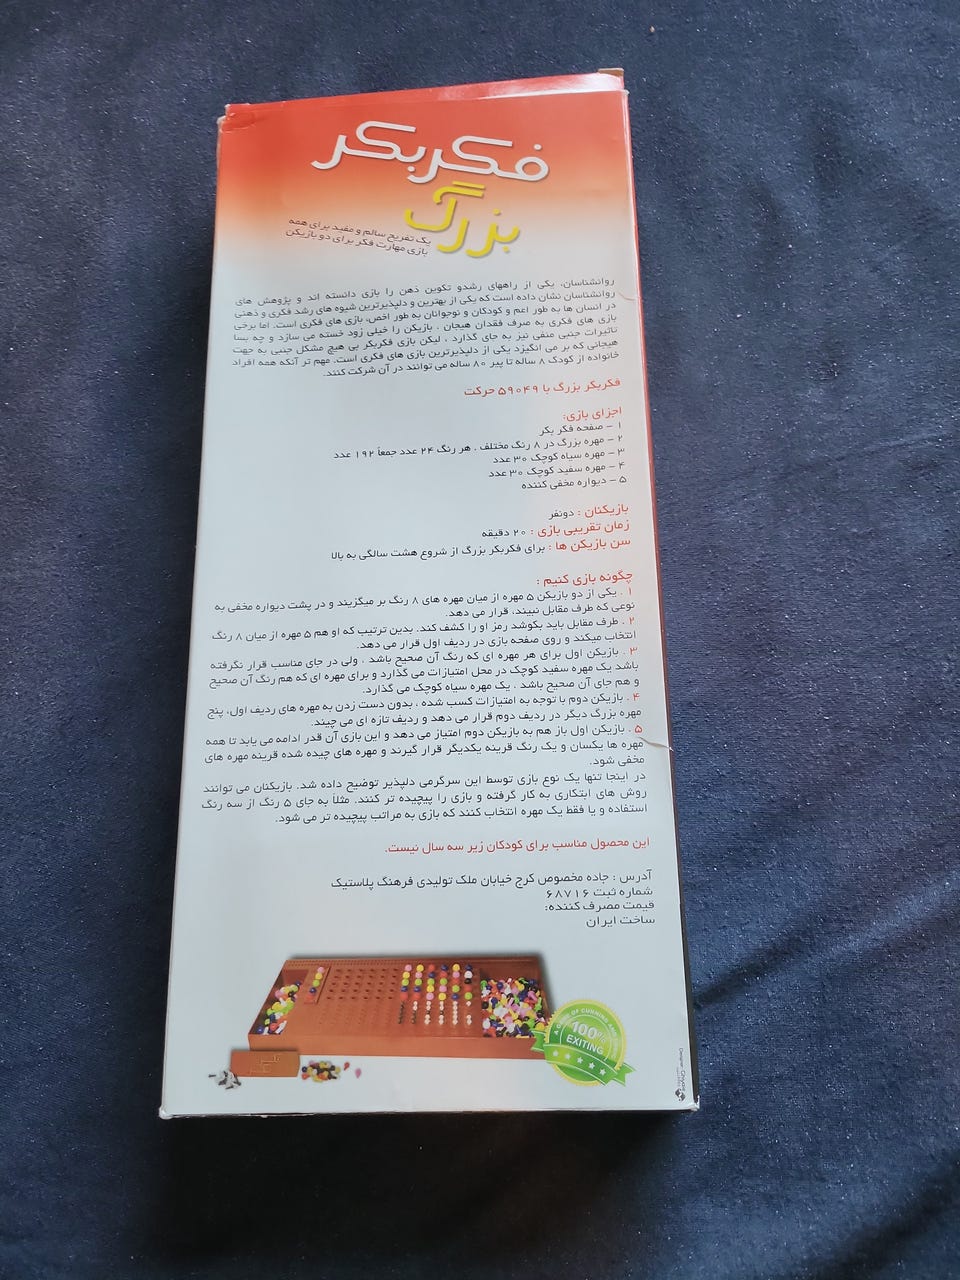 فکربکر
بزرگ
یک تفریح سالم و مفید برای همه
بازی مهارت فکر برای دو بازیکن
روانشناسان، یکی از راههای رشدو تکوین ذهن را بازی دانسته اند و پژوهش های
روانشناسان نشان داده است که یکی از بهترین و دلپذیرترین شیوه های رشد فکری و ذهنی
در انسان ها به طور اعم و کودکان و نوجوانان به طور اخص، بازی های فکری است. اما برخی
بازی های فکری به صرف فقدان هیجان ، بازیکن را خیلی زود خسته می سازد و چه بسا
تاثیرات جنبی منفی نیز به جای گذارد ، لیکن بازی فکربکر بی هیچ مشکل جنبی به جهت
هیجانی که بر می انگیزد یکی از دلپذیرترین بازی های فکری است. مهم تر آنکه همه افراد
خانواده از کودک ۸ ساله تا پیر ۸۰ ساله می توانند در آن شرکت کنند.
فکربکر بزرگ با ۵۹۰۴۹ حرکت
اجزای بازی:
۱ - صفحه فکر بکر
۲ - مهره بزرگ در ۸ رنگ مختلف . هر رنگ ۲۴ عدد جمعاً ۱۹۲ عدد
۳ - مهره سیاه کوچک ۳۰ عدد
۴ - مهره سفید کوچک ۳۰ عدد
۵ - دیواره مخفی کننده
بازیکنان : دونفر
زمان تقریبی بازی : ۲۰ دقیقه
سن بازیکن ها : برای فکربکر بزرگ از شروع هشت سالگی به بالا
چگونه بازی کنیم :
۱ . یکی از دو بازیکن ۵ مهره از میان مهره های ۸ رنگ بر میگزیند و در پشت دیواره مخفی به
نوعی که طرف مقابل نبیند، قرار می دهد.
۲ . طرف مقابل باید بکوشد رمز او را کشف کند. بدین ترتیب که او هم ۵ مهره از میان ۸ رنگ
انتخاب میکند و روی صفحه بازی در ردیف اول قرار می دهد.
۳ . بازیکن اول برای هر مهره ای که رنگ آن صحیح باشد ، ولی در جای مناسب قرار نگرفته
باشد یک مهره سفید کوچک در محل امتیازات می گذارد و برای مهره ای که هم رنگ آن صحیح
و هم جای آن صحیح باشد ، یک مهره سیاه کوچک می گذارد.
۴ . بازیکن دوم با توجه به امتیازات کسب شده ، بدون دست زدن به مهره های ردیف اول، پنج
مهره بزرگ دیگر در ردیف دوم قرار می دهد و ردیف تازه ای می چیند.
۵ . بازیکن اول باز هم به بازیکن دوم امتیاز می دهد و این بازی آن قدر ادامه می یابد تا همه
مهره ها یکسان و یک رنگ قرینه یکدیگر قرار گیرند و مهره های چیده شده قرینه مهره های
مخفی شود.
در اینجا تنها یک نوع بازی توسط این سرگرمی دلپذیر توضیح داده شد. بازیکنان می توانند
روش های ابتکاری به کار گرفته و بازی را پیچیده تر کنند. مثلاً به جای ۵ رنگ از سه رنگ
استفاده و یا فقط یک مهره انتخاب کنند که بازی به مراتب پیچیده تر می شود.
این محصول مناسب برای کودکان زیر سه سال نیست.
آدرس : جاده مخصوص کرج خیابان ملک تولیدی فرهنگ پلاستیک
شماره ثبت ۶۸۷۱۶
قیمت مصرف کننده:
ساخت ایران
A GAME OF CUNNING AND
100%
EXITING
Designer: